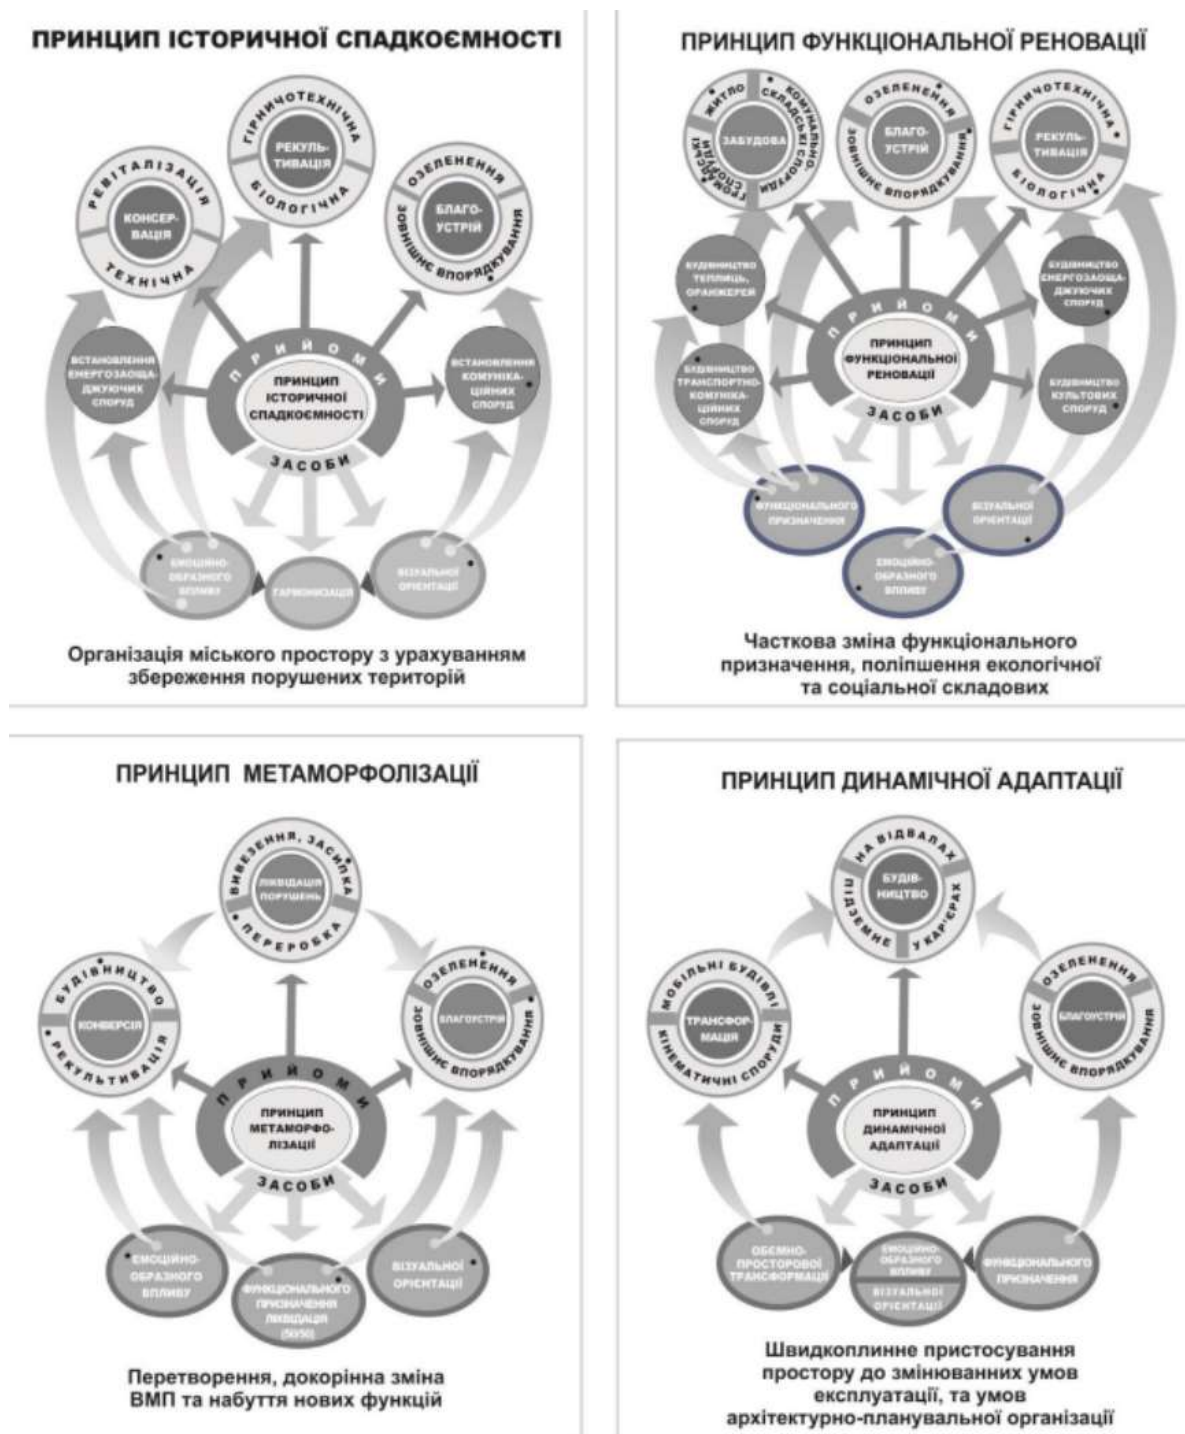 ПРИНЦИП ІСТОРИЧНОЇ СПАДКОЄМНОСТІ
ГІРНИЧОТЕХНІЧНА
РЕКУЛЬ-
ТИВАЦІЯ
БІОЛОГІЧНА
РЕВІТАЛІЗАЦІЯ
КОНСЕР-
ВАЦІЯ
ТЕХНІЧНА
ОЗЕЛЕНЕННЯ
БЛАГО-
УСТРІЙ
ЗОВНІШНЄ ВПОРЯДКУВАННЯ
ВСТАНОВЛЕННЯ
ЕНЕРГОЗАОЩА-
ДЖУЮЧИХ
СПОРУД
ПРИЙОМИ
ПРИНЦИП
ІСТОРИЧНОЇ
СПАДКОЄМНОСТІ
ВСТАНОВЛЕННЯ
КОМУНІКА-
ЦІЙНИХ
СПОРУД
ЗАСОБИ
ЕМОЦІЙНО-
ОБРАЗНОГО
ВПЛИВУ
ГАРМОНИЗАЦІЯ
ВІЗУАЛЬНОЇ
ОРІЄНТАЦІЇ
Організація міського простору з урахуванням
збереження порушених територій
ПРИНЦИП ФУНКЦІОНАЛЬНОЇ РЕНОВАЦІЇ
ЖИТЛО
КОМУНАЛЬНО-
СКЛАДСЬКІ СПОРУДИ
ЗАБУДОВА
ГРОМАДСЬКІ
СПОРУДИ
ОЗЕЛЕНЕННЯ
БЛАГО-
УСТРІЙ
ЗОВНІШНЄ ВПОРЯДКУВАННЯ
ГІРНИЧОТЕХНІЧНА
РЕКУЛЬ-
ТИВАЦІЯ
БІОЛОГІЧНА
БУДІВНИЦТВО
ТЕПЛИЦЬ,
ОРАНЖЕРЕЙ
БУДІВНИЦТВО
ЕНЕРГОЗАОЩА-
ДЖУЮЧИХ
СПОРУД
ПРИЙОМИ
ПРИНЦИП
ФУНКЦІОНАЛЬНОЇ
РЕНОВАЦІЇ
БУДІВНИЦТВО
ТРАНСПОРТНО-
КОМУНІКА-
ЦІЙНИХ
СПОРУД
БУДІВНИЦТВО
КУЛЬТОВИХ
СПОРУД
ЗАСОБИ
ФУНКЦІОНАЛЬНОГО
ПРИЗНАЧЕННЯ
ВІЗУАЛЬНОЇ
ОРІЄНТАЦІЇ
ЕМОЦІЙНО-
ОБРАЗНОГО
ВПЛИВУ
Часткова зміна функціонального
призначення, поліпшення екологічної
та соціальної складових
ПРИНЦИП МЕТАМОРФОЛІЗАЦІЇ
ВИВЕЗЕННЯ, ЗАСИПКА
ЛІКВІДАЦІЯ
ПОРУШЕНЬ
ПЕРЕРОБКА
БУДІВНИЦТВО
КОНВЕРСІЯ
РЕКУЛЬТИВАЦІЯ
ОЗЕЛЕНЕННЯ
БЛАГОУСТРІЙ
ЗОВНІШНЄ ВПОРЯДКУВАННЯ
ПРИЙОМИ
ПРИНЦИП
МЕТАМОРФО-
ЛІЗАЦІЇ
ЗАСОБИ
ЕМОЦІЙНО-
ОБРАЗНОГО
ВПЛИВУ
ФУНКЦІОНАЛЬНОГО
ПРИЗНАЧЕННЯ
ЛІКВІДАЦІЯ
(50\50)
ВІЗУАЛЬНОЇ
ОРІЄНТАЦІЇ
Перетворення, докорінна зміна
ВМП та набуття нових функцій
ПРИНЦИП ДИНАМІЧНОЇ АДАПТАЦІЇ
НА ВІДВАЛАХ
БУДІВ-
НИЦТВО
ПІДЗЕМНЕ
У КАР'ЄРАХ
МОБІЛЬНІ БУДІВЛІ
ТРАНСФОР-
МАЦІЯ
КІНЕМАТИЧНІ СПОРУДИ
ОЗЕЛЕНЕННЯ
БЛАГОУСТРІЙ
ЗОВНІШНЄ ВПОРЯДКУВАННЯ
ПРИЙОМИ
ПРИНЦИП
ДИНАМІЧНОЇ
АДАПТАЦІЇ
ЗАСОБИ
ОБЄМНО-
ПРОСТОРОВОЇ
ТРАНСФОРМАЦІЇ
ЕМОЦІЙНО-
ОБРАЗНОГО
ВПЛИВУ
ВІЗУАЛЬНОЇ
ОРІЄНТАЦІЇ
ФУНКЦІОНАЛЬНОГО
ПРИЗНАЧЕННЯ
Швидкоплинне пристосування
простору до змінюванних умов
експлуатації, та умов
архітектурно-планувальної організації